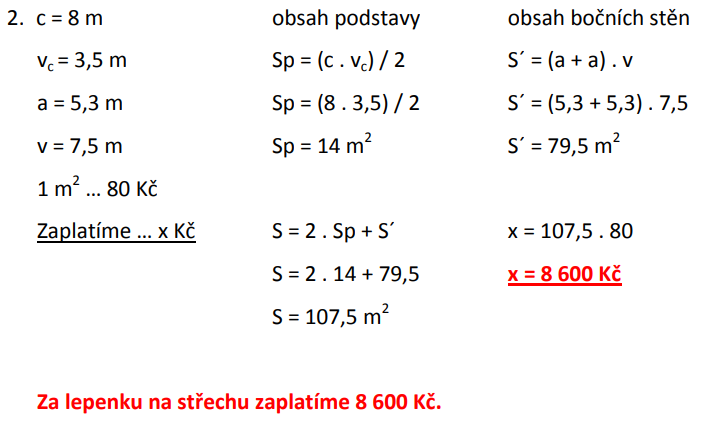 2. c = 8 m obsah podstavy obsah bočních stěn
v_c = 3,5 m Sp = (c . v_c) / 2 S´ = (a + a) . v
a = 5,3 m Sp = (8 . 3,5) / 2 S´ = (5,3 + 5,3) . 7,5
v = 7,5 m Sp = 14 m² S´ = 79,5 m²
1 m² ... 80 Kč
Zaplatíme ... x Kč S = 2 . Sp + S´ x = 107,5 . 80
S = 2 . 14 + 79,5 x = 8 600 Kč
S = 107,5 m²
Za lepenku na střechu zaplatíme 8 600 Kč.